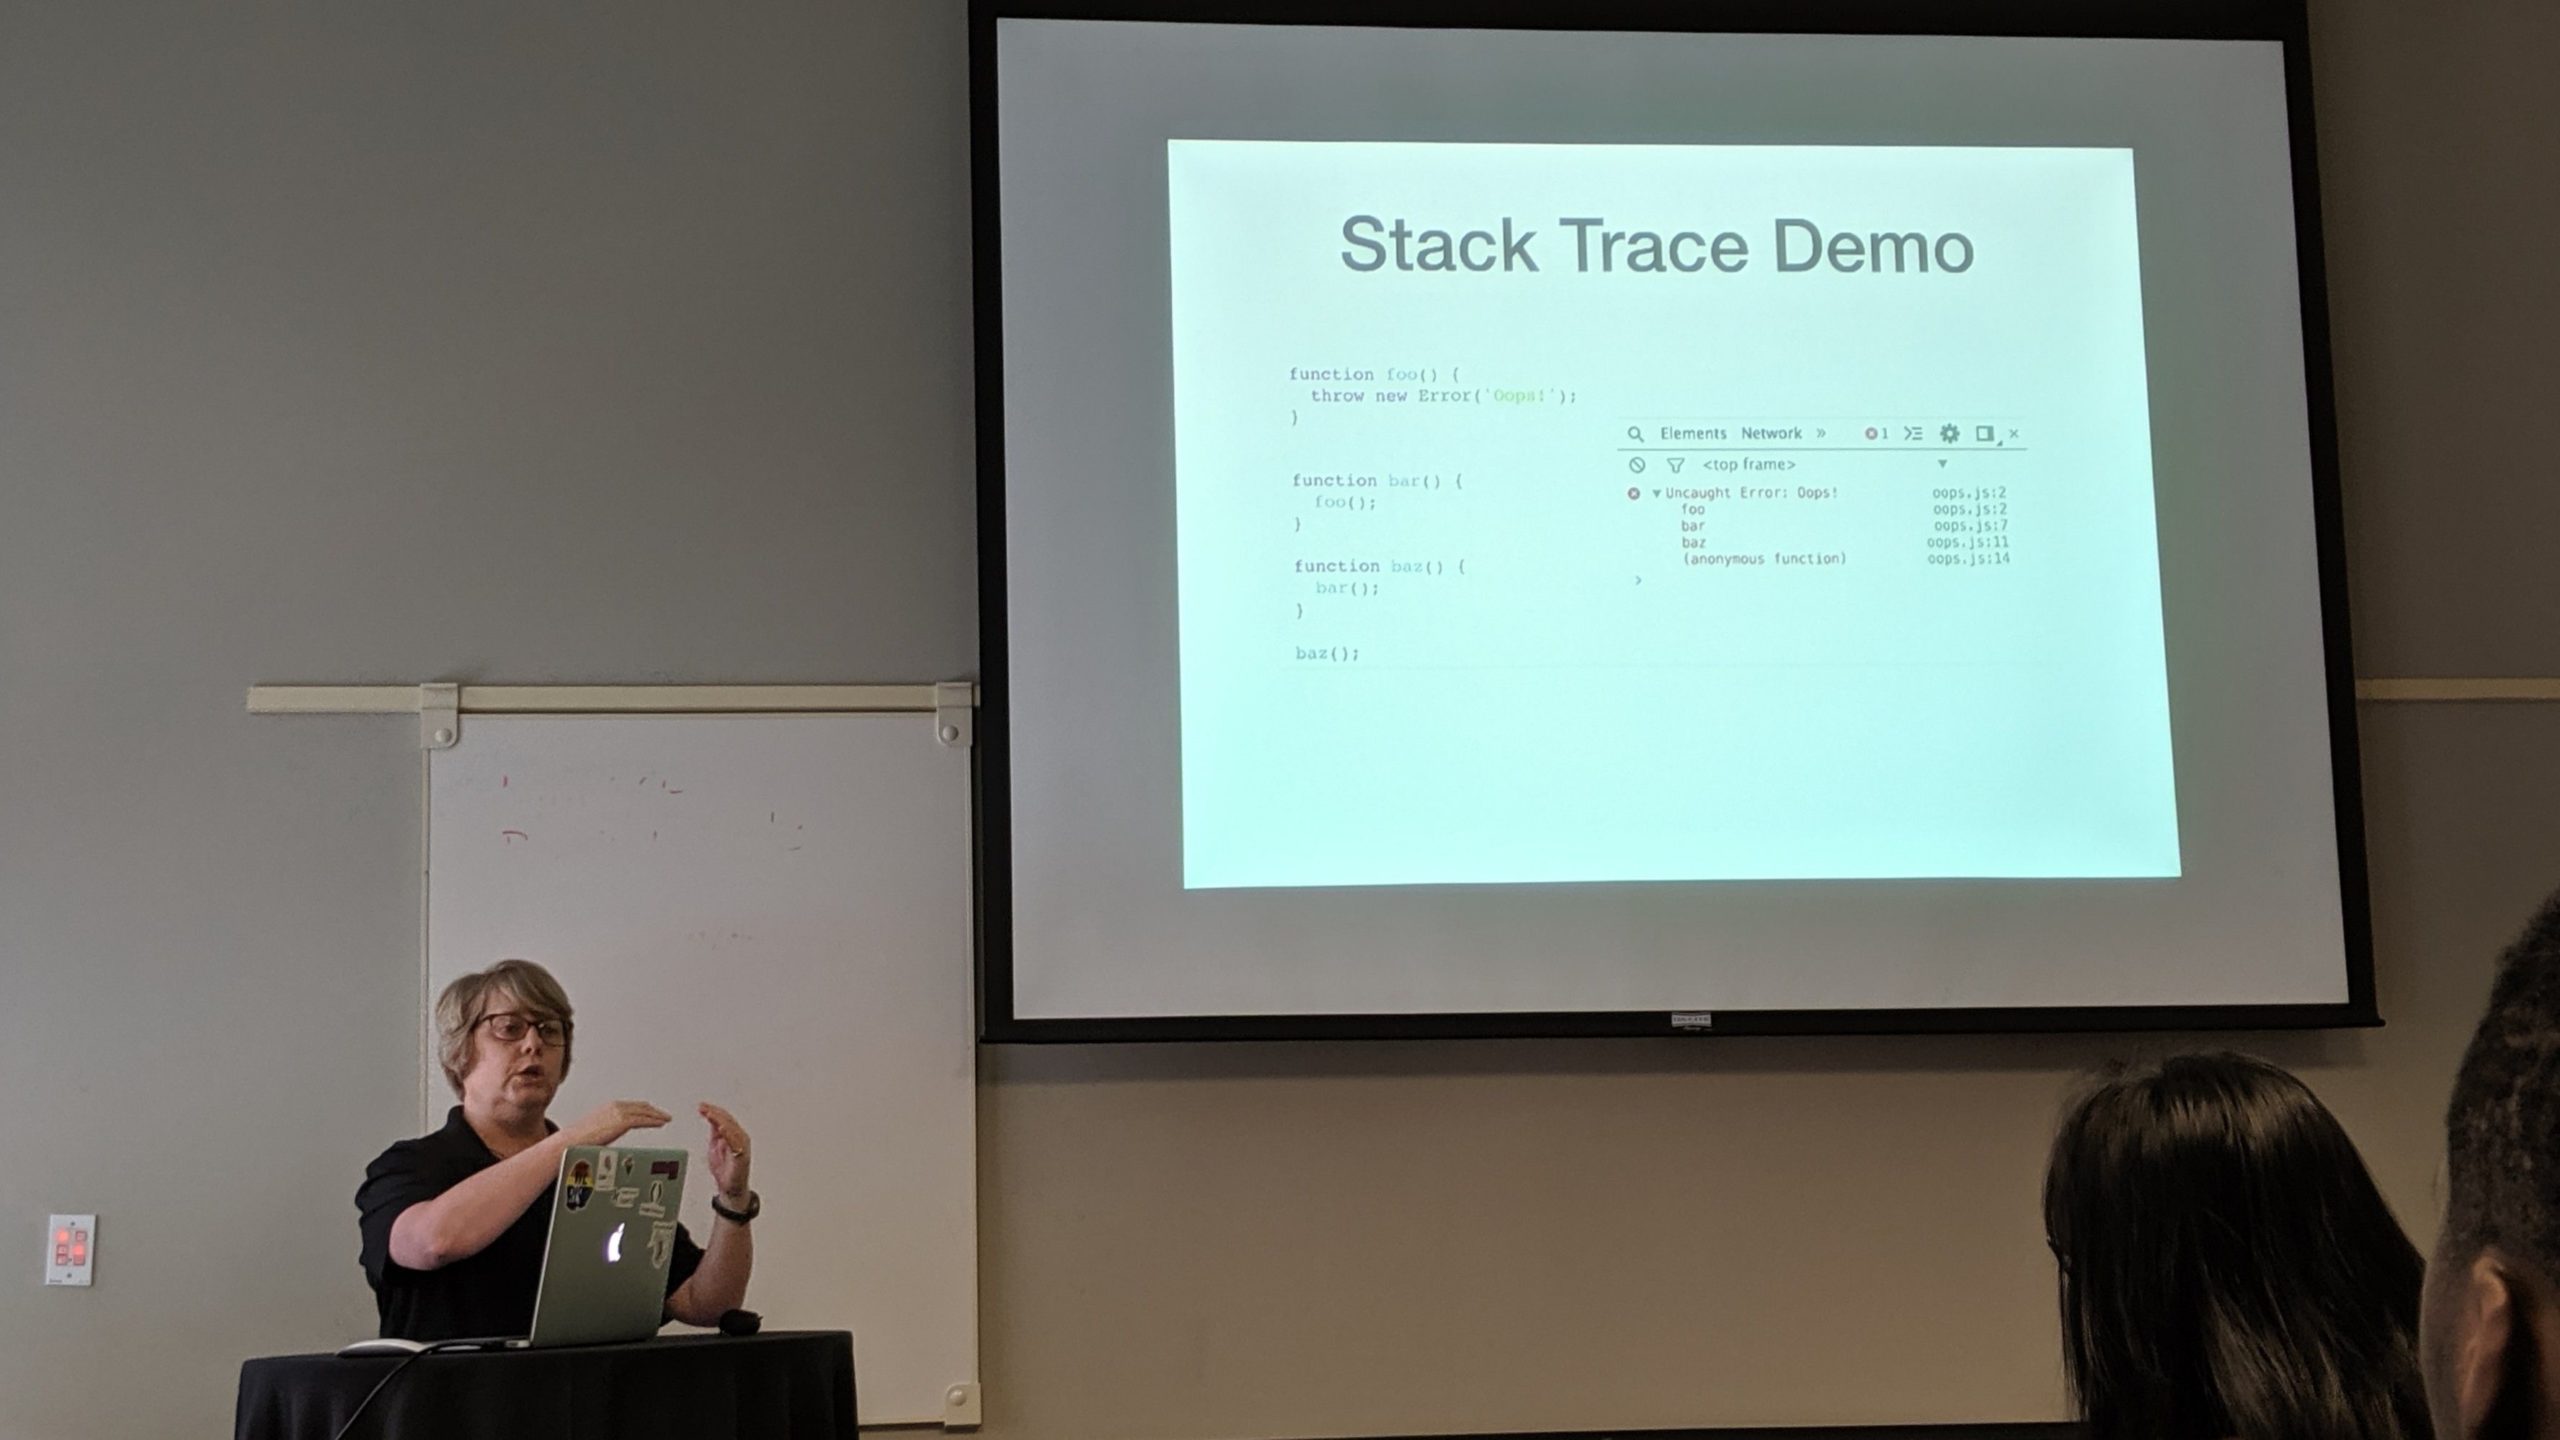 Stack Trace Demo
function foo() {
throw new Error('Oops!');
}
function bar() {
foo();
}
function baz() {
bar();
}
baz();
Elements Network » 1 ×
<top frame> ▼
▼ Uncaught Error: Oops! oops.js:2
foo oops.js:2
bar oops.js:7
baz oops.js:11
(anonymous function) oops.js:14
>